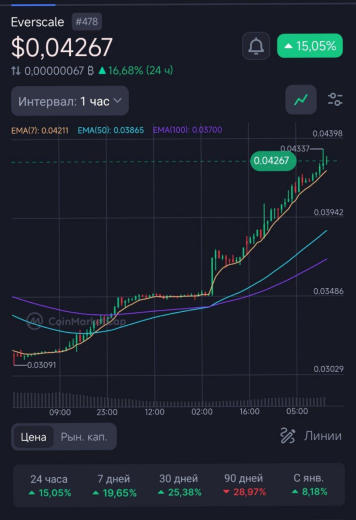 Everscale #478
$0,04267
15,05%
0,00000067 ₿ ▲16,68% (24 ч)
Интервал: 1 час
EMA(7): 0.04211 EMA(50): 0.03865 EMA(100): 0.03700
0.04398
0.04337
0.04267
0.03942
0.03486
CoinMarketCap
0.03091
0.03029
09:00 23:00 12:00 02:00 16:00 05:00
Цена Рын. кап. Линии
24 часа 7 дней 30 дней 90 дней С янв.
▲ 15,05% ▲ 19,65% ▲ 25,38% ▼ 28,97% ▲ 8,18%